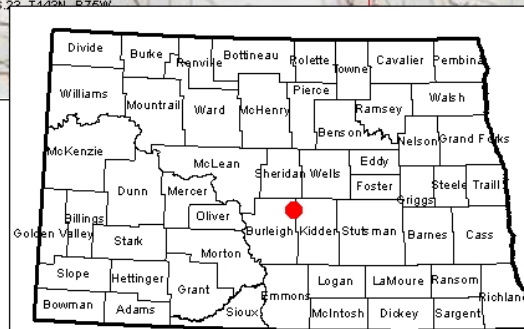 S.23, T143N, R75W
Divide Burke Renville Bottineau Rolette Towner Cavalier Pembina
Williams Mountrail Ward McHenry Pierce Ramsey Walsh
Benson Nelson Grand Forks
McKenzie McLean Sheridan Wells Eddy
Dunn Mercer Foster Griggs Steele Traill
Billings Oliver
Golden Valley Stark Morton Burleigh Kidder Stutsman Barnes Cass
Slope Hettinger Grant Emmons Logan LaMoure Ransom Richland
Bowman Adams Sioux McIntosh Dickey Sargent